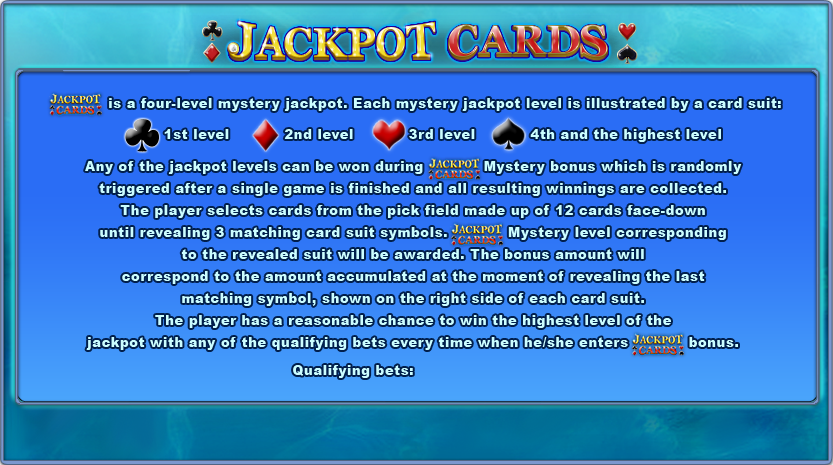 JACKPOT CARDS
JACKPOT CARDS is a four-level mystery jackpot. Each mystery jackpot level is illustrated by a card suit:
1st level 2nd level 3rd level 4th and the highest level
Any of the jackpot levels can be won during JACKPOT CARDS Mystery bonus which is randomly
triggered after a single game is finished and all resulting winnings are collected.
The player selects cards from the pick field made up of 12 cards face-down
until revealing 3 matching card suit symbols. JACKPOT CARDS Mystery level corresponding
to the revealed suit will be awarded. The bonus amount will
correspond to the amount accumulated at the moment of revealing the last
matching symbol, shown on the right side of each card suit.
The player has a reasonable chance to win the highest level of the
jackpot with any of the qualifying bets every time when he/she enters JACKPOT CARDS bonus.
Qualifying bets: